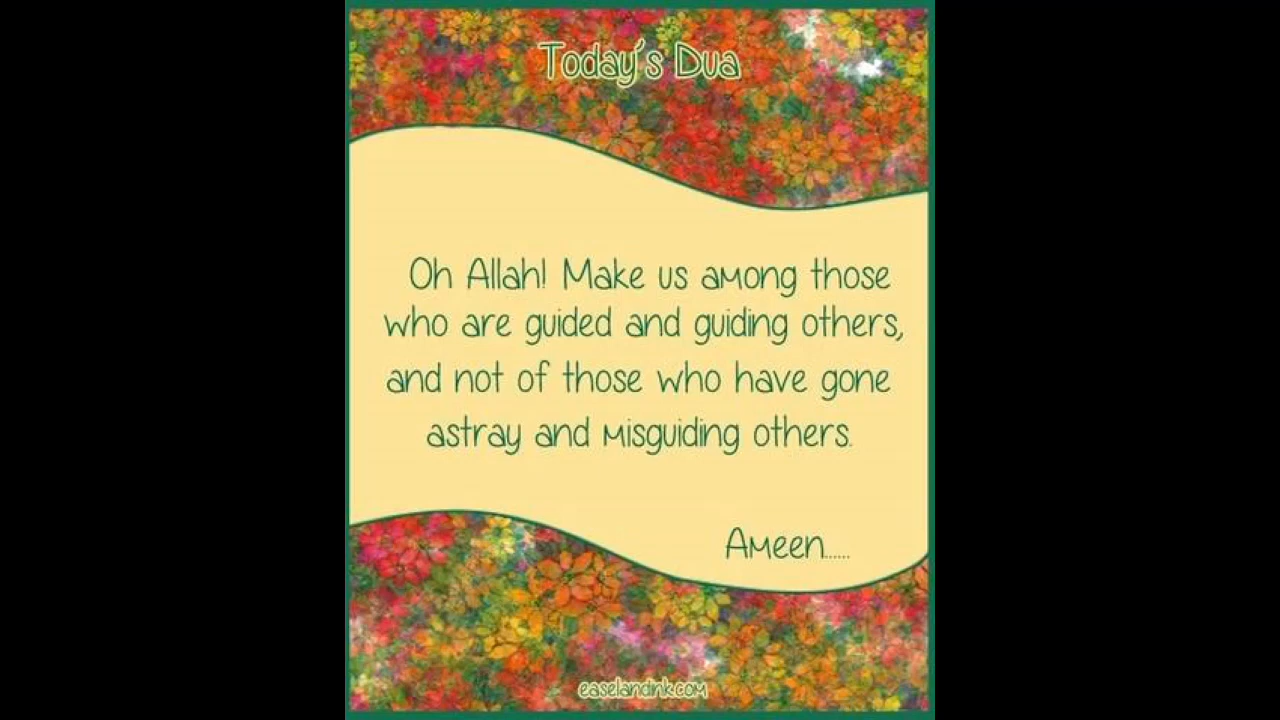 Today's Dua
Oh Allah! Make us among those
who are guided and guiding others,
and not of those who have gone
astray and misguiding others.
Ameen......
easelandink.com